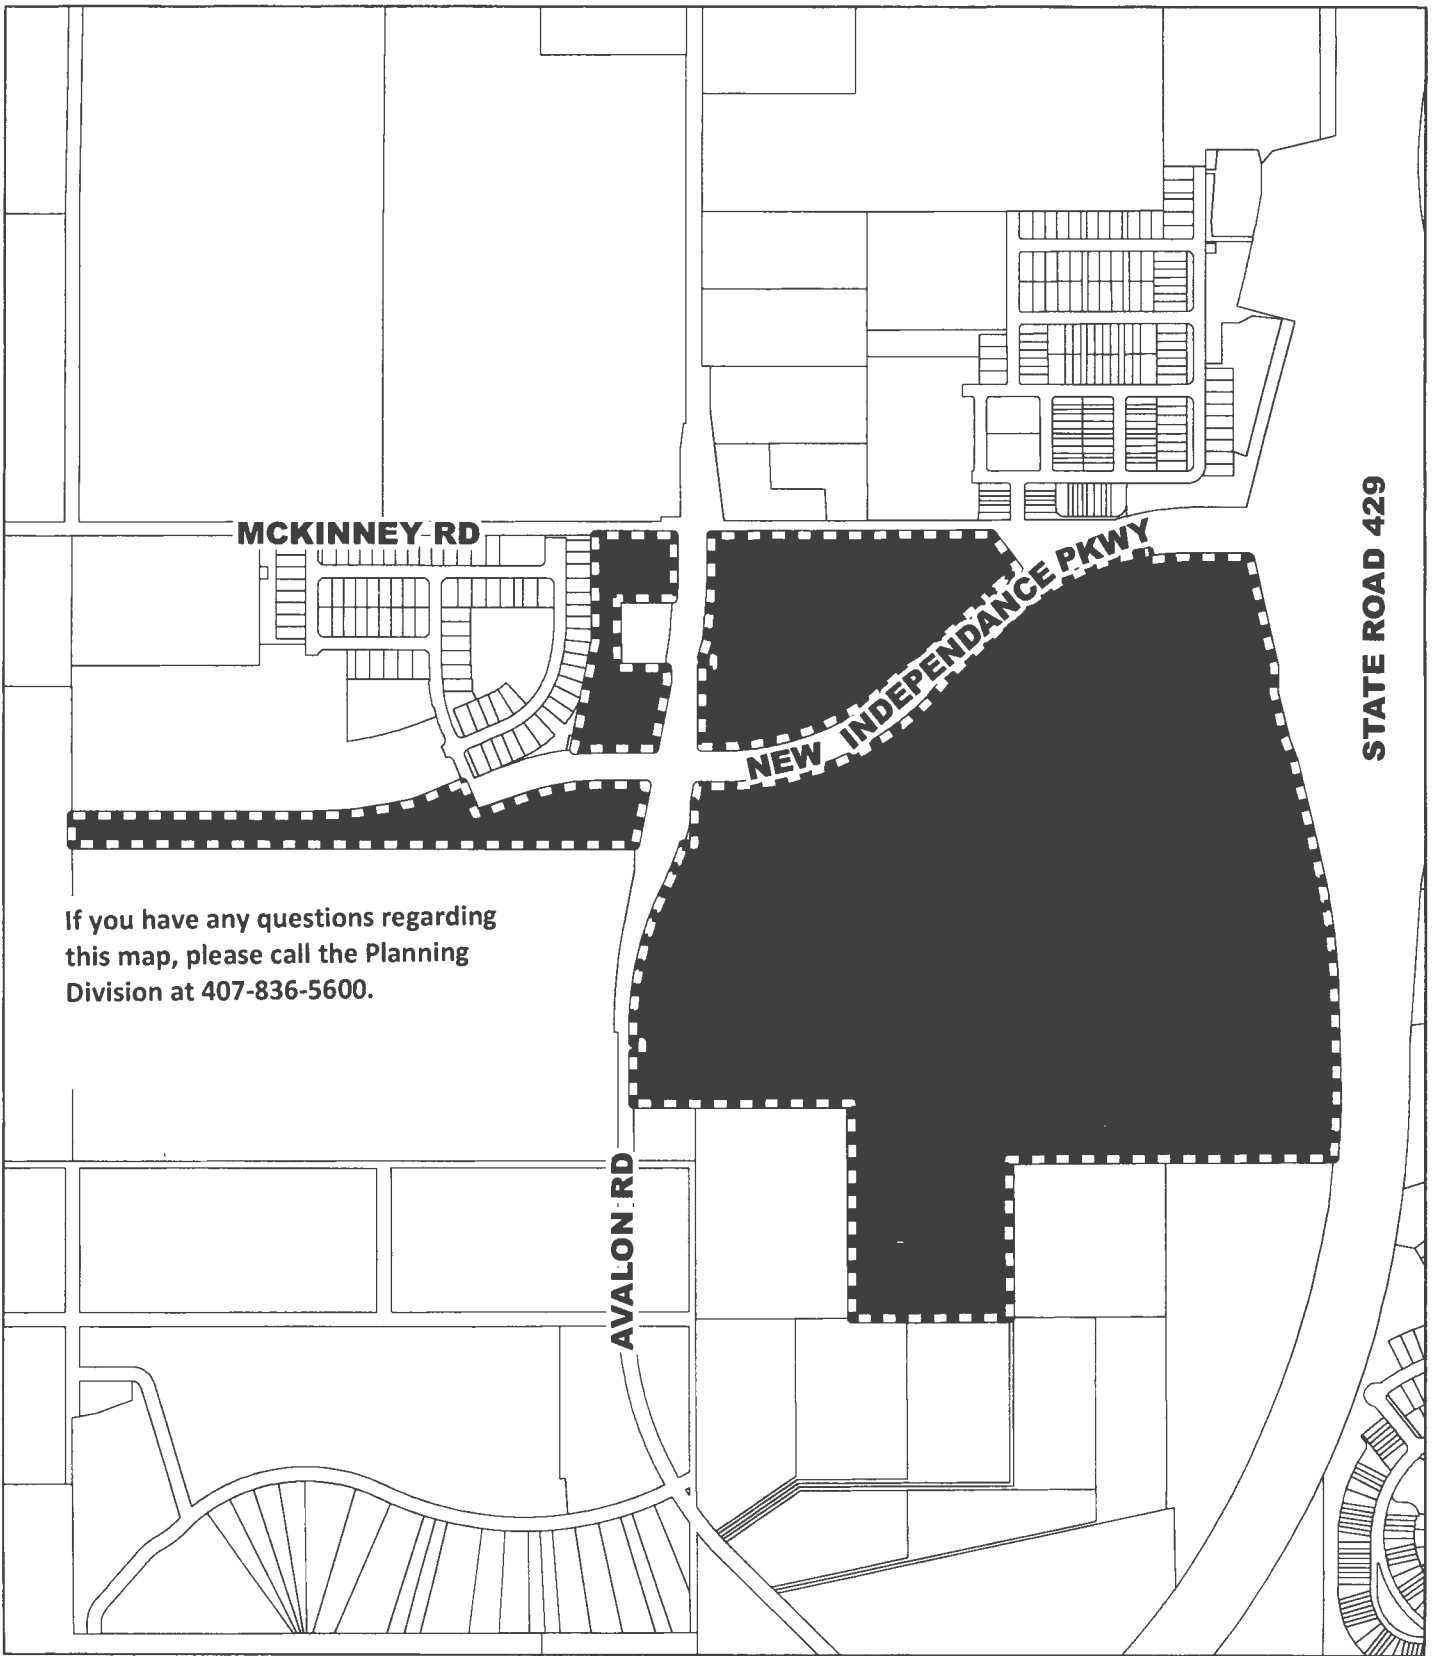 MCKINNEY RD
NEW INDEPENDANCE PKWY
STATE ROAD 429
If you have any questions regarding
this map, please call the Planning
Division at 407-836-5600.
AVALON RD